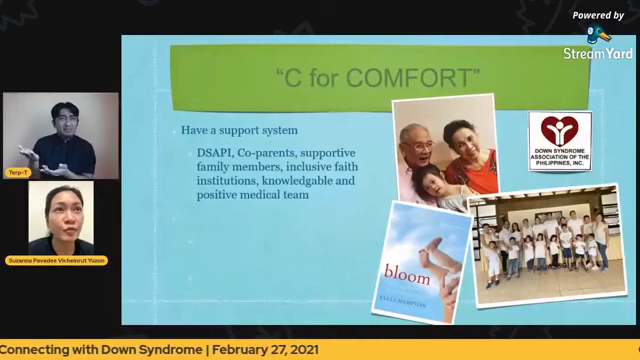 Powered by
StreamYard
"C for COMFORT"
Have a support system
DSAPI, Co-parents, supportive
family members, inclusive faith
institutions, knowledgable and
positive medical team
DOWN SYNDROME
ASSOCIATION OF THE
PHILIPPINES, INC.
bloom
KELLE HAMPTON
Terp-T
Suzanna Pavadee Vicheinrut Yuzon
Connecting with Down Syndrome | February 27, 2021